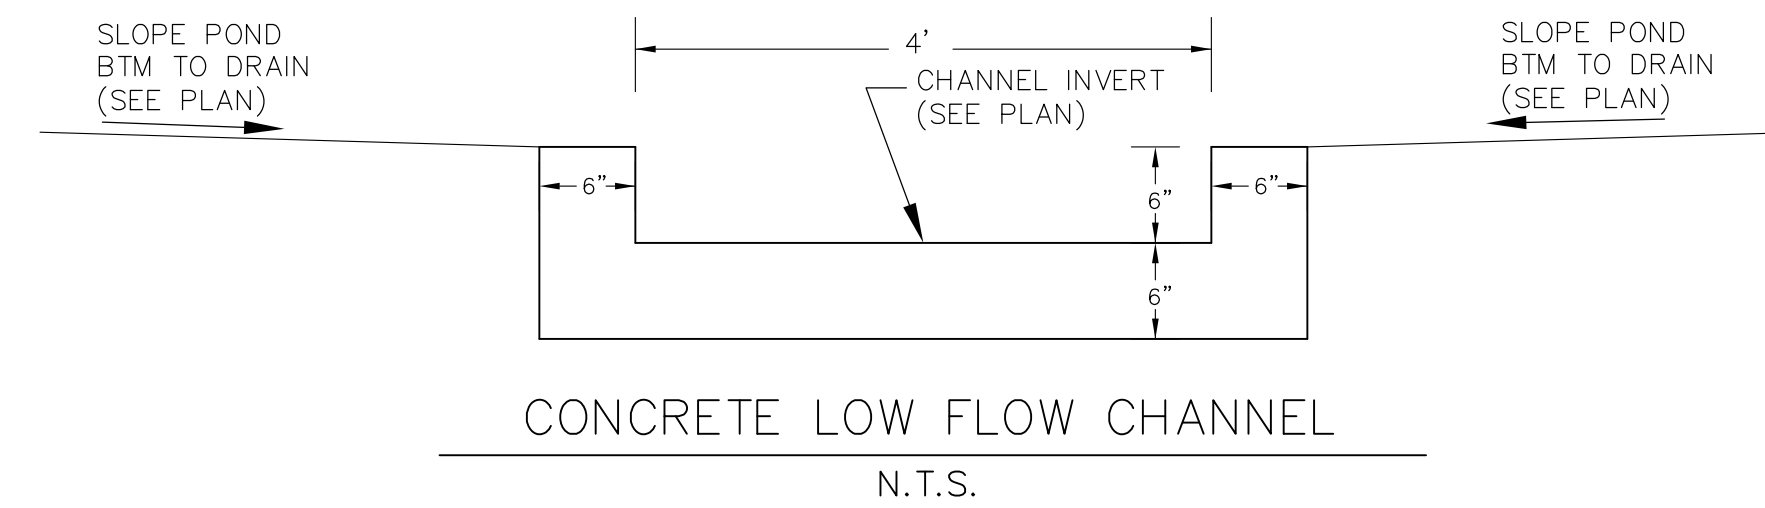 SLOPE POND
BTM TO DRAIN
(SEE PLAN)
4’
CHANNEL INVERT
(SEE PLAN)
SLOPE POND
BTM TO DRAIN
(SEE PLAN)
6”
6”
6”
6”
CONCRETE LOW FLOW CHANNEL
N.T.S.